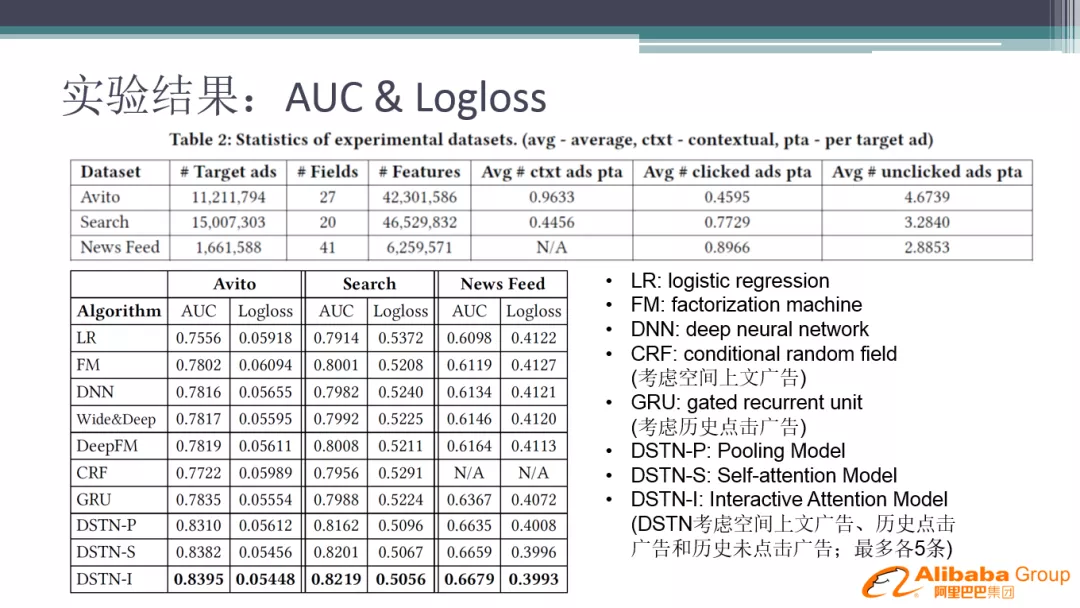 实验结果：AUC & Logloss
Table 2: Statistics of experimental datasets. (avg - average, ctxt - contextual, pta - per target ad)
Dataset # Target ads # Fields # Features Avg # ctxt ads pta Avg # clicked ads pta Avg # unclicked ads pta
Avito 11,211,794 27 42,301,586 0.9633 0.4595 4.6739
Search 15,007,303 20 46,529,832 0.4456 0.7729 3.2840
News Feed 1,661,588 41 6,259,571 N/A 0.8966 2.8853
Avito Search News Feed
Algorithm AUC Logloss AUC Logloss AUC Logloss
LR 0.7556 0.05918 0.7914 0.5372 0.6098 0.4122
FM 0.7802 0.06094 0.8001 0.5208 0.6119 0.4127
DNN 0.7816 0.05655 0.7982 0.5240 0.6134 0.4121
Wide&Deep 0.7817 0.05595 0.7992 0.5225 0.6146 0.4120
DeepFM 0.7819 0.05611 0.8008 0.5211 0.6164 0.4113
CRF 0.7722 0.05989 0.7956 0.5291 N/A N/A
GRU 0.7835 0.05554 0.7988 0.5224 0.6367 0.4072
DSTN-P 0.8310 0.05612 0.8162 0.5096 0.6635 0.4008
DSTN-S 0.8382 0.05456 0.8201 0.5067 0.6659 0.3996
DSTN-I 0.8395 0.05448 0.8219 0.5056 0.6679 0.3993
• LR: logistic regression
• FM: factorization machine
• DNN: deep neural network
• CRF: conditional random field
(考虑空间上文广告)
• GRU: gated recurrent unit
(考虑历史点击广告)
• DSTN-P: Pooling Model
• DSTN-S: Self-attention Model
• DSTN-I: Interactive Attention Model
(DSTN考虑空间上文广告、历史点击
广告和历史未点击广告；最多各5条)
Alibaba Group
阿里巴巴集团